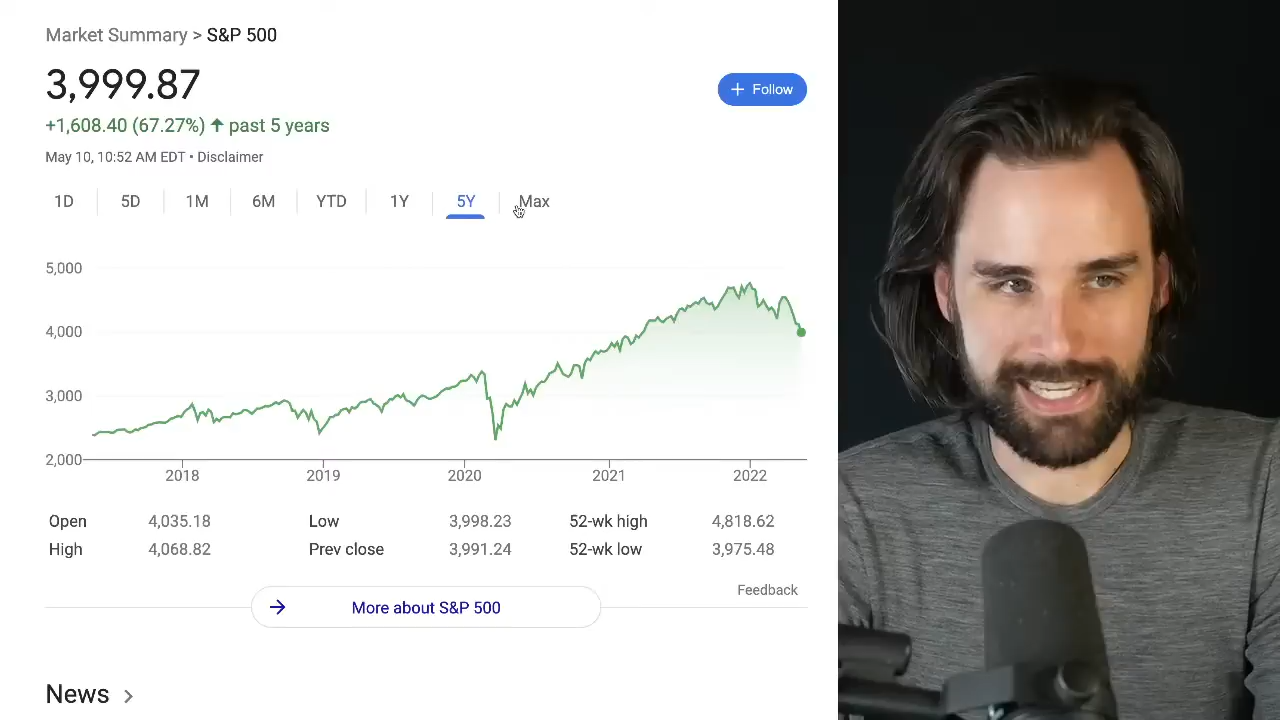 Market Summary > S&P 500
3,999.87
+ Follow
+1,608.40 (67.27%) ↑ past 5 years
May 10, 10:52 AM EDT • Disclaimer
1D 5D 1M 6M YTD 1Y 5Y Max
5,000
4,000
3,000
2,000
2018 2019 2020 2021 2022
Open 4,035.18 Low 3,998.23 52-wk high 4,818.62
High 4,068.82 Prev close 3,991.24 52-wk low 3,975.48
Feedback
→ More about S&P 500
News >